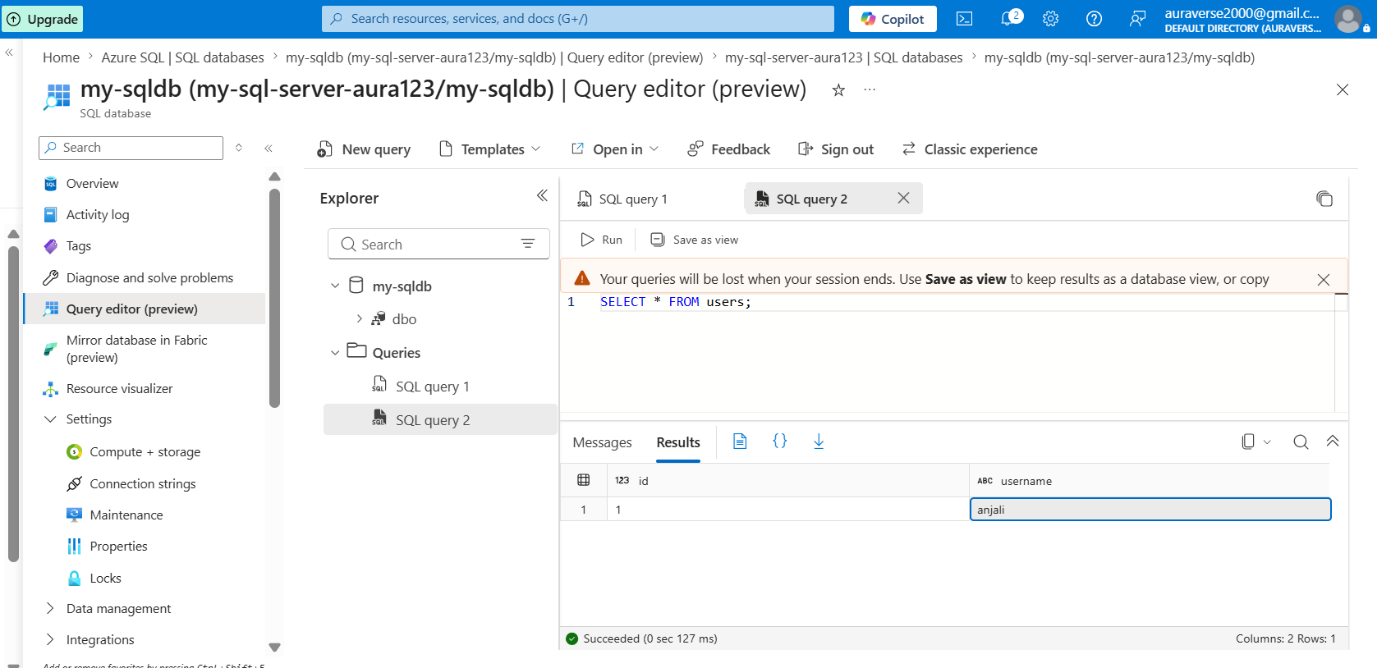 Upgrade
Search resources, services, and docs (G+/)
Copilot
2
auraverse2000@gmail.c...
DEFAULT DIRECTORY (AURAVERS...
Home > Azure SQL | SQL databases > my-sqldb (my-sql-server-aura123/my-sqldb) | Query editor (preview) > my-sql-server-aura123 | SQL databases > my-sqldb (my-sql-server-aura123/my-sqldb)
my-sqldb (my-sql-server-aura123/my-sqldb) | Query editor (preview)
SQL database
Search
Overview
Activity log
Tags
Diagnose and solve problems
Query editor (preview)
Mirror database in Fabric
(preview)
Resource visualizer
Settings
Compute + storage
Connection strings
Maintenance
Properties
Locks
Data management
Integrations
Add or remove favorites by pressing Ctrl+Shift+F
New query Templates Open in Feedback Sign out Classic experience
Explorer
Search
my-sqldb
dbo
Queries
SQL query 1
SQL query 2
SQL query 1 SQL query 2
Run Save as view
Your queries will be lost when your session ends. Use Save as view to keep results as a database view, or copy
1 SELECT * FROM users;
Messages Results
123 id ABC username
1 1 anjali
Succeeded (0 sec 127 ms) Columns: 2 Rows: 1